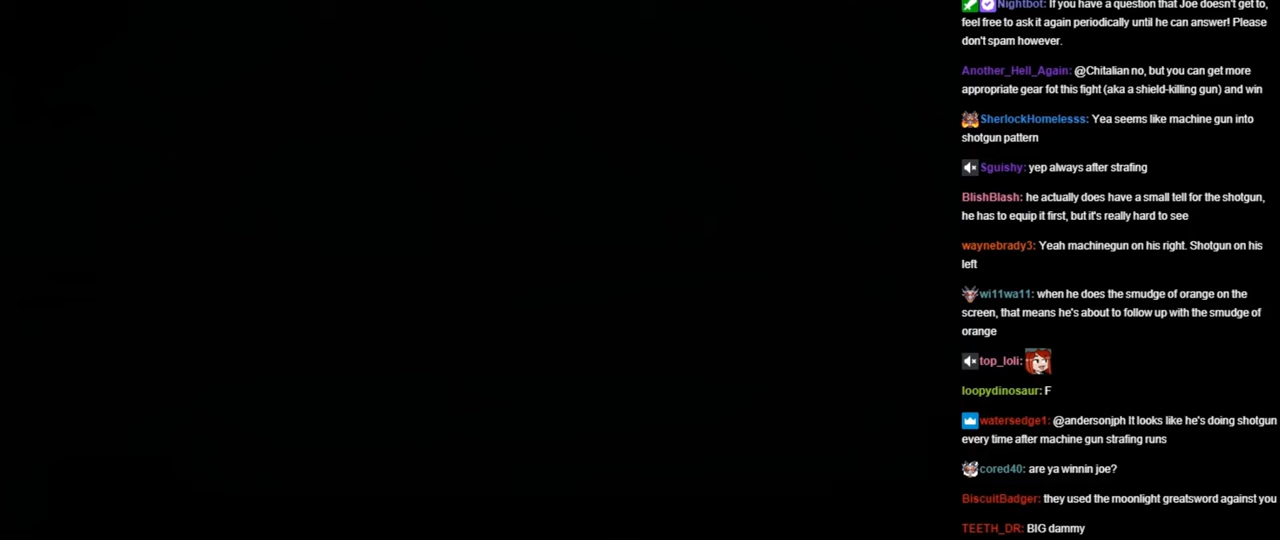 Nightbot: If you have a question that Joe doesn't get to,
feel free to ask it again periodically until he can answer! Please
don't spam however.
Another_Hell_Again: @Chitalian no, but you can get more
appropriate gear fot this fight (aka a shield-killing gun) and win
SherlockHomelesss: Yea seems like machine gun into
shotgun pattern
Sguishy: yep always after strafing
BlishBlash: he actually does have a small tell for the shotgun,
he has to equip it first, but it's really hard to see
waynebrady3: Yeah machinegun on his right. Shotgun on his
left
wi11wa11: when he does the smudge of orange on the
screen, that means he's about to follow up with the smudge of
orange
top_loli:
loopydinosaur: F
watersedge1: @andersonjph It looks like he's doing shotgun
every time after machine gun strafing runs
cored40: are ya winnin joe?
BiscuitBadger: they used the moonlight greatsword against you
TEETH_DR: BIG dammy